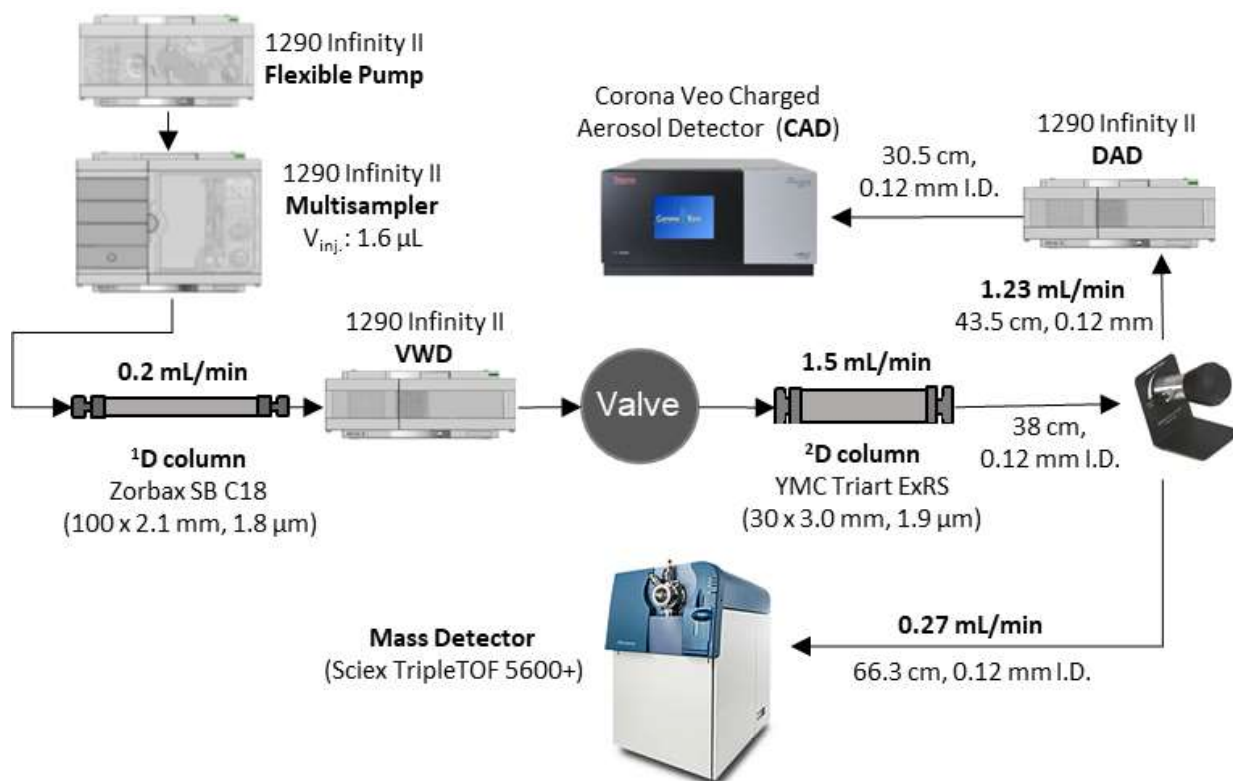 1290 Infinity II
Flexible Pump
1290 Infinity II
Multisampler
Vinj.: 1.6 µL
Corona Veo Charged
Aerosol Detector (CAD)
30.5 cm,
0.12 mm I.D.
1290 Infinity II
DAD
1.23 mL/min
43.5 cm, 0.12 mm
0.2 mL/min
1290 Infinity II
VWD
Valve
1.5 mL/min
38 cm,
0.12 mm I.D.
¹D column
Zorbax SB C18
(100 x 2.1 mm, 1.8 µm)
²D column
YMC Triart ExRS
(30 x 3.0 mm, 1.9 µm)
Mass Detector
(Sciex TripleTOF 5600+)
0.27 mL/min
66.3 cm, 0.12 mm I.D.